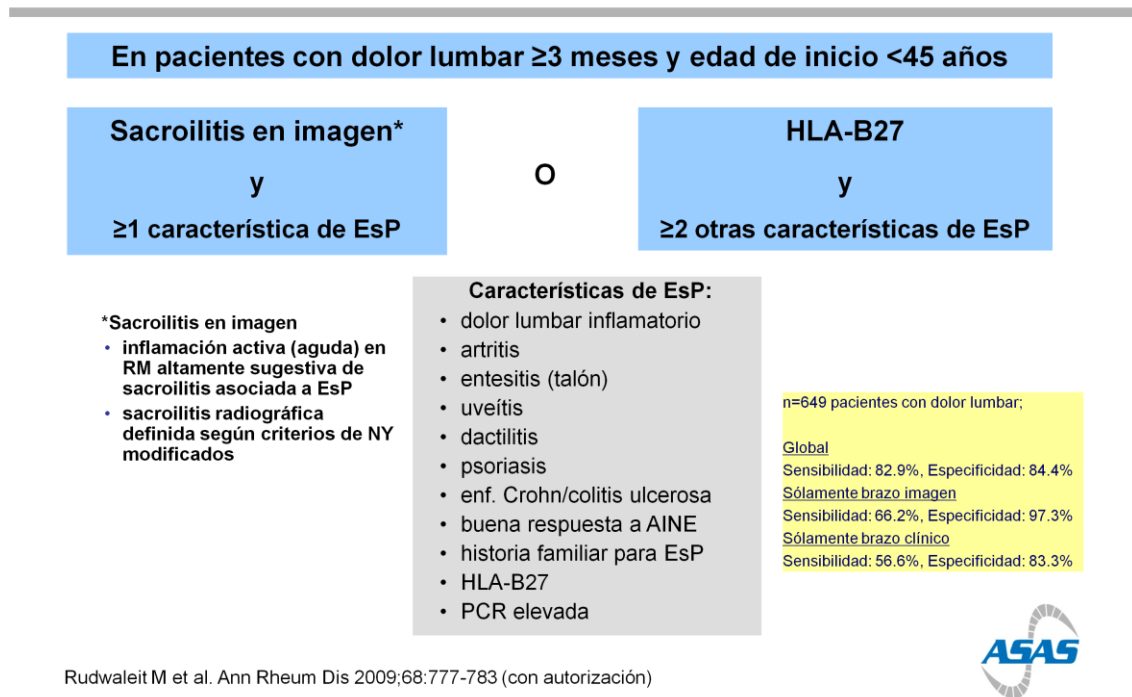 En pacientes con dolor lumbar ≥3 meses y edad de inicio <45 años
Sacroilitis en imagen*
y
≥1 característica de EsP
O
HLA-B27
y
≥2 otras características de EsP
*Sacroilitis en imagen
• inflamación activa (aguda) en
RM altamente sugestiva de
sacroilitis asociada a EsP
• sacroilitis radiográfica
definida según criterios de NY
modificados
Características de EsP:
• dolor lumbar inflamatorio
• artritis
• entesitis (talón)
• uveítis
• dactilitis
• psoriasis
• enf. Crohn/colitis ulcerosa
• buena respuesta a AINE
• historia familiar para EsP
• HLA-B27
• PCR elevada
n=649 pacientes con dolor lumbar;
Global
Sensibilidad: 82.9%, Especificidad: 84.4%
Sólamente brazo imagen
Sensibilidad: 66.2%, Especificidad: 97.3%
Sólamente brazo clínico
Sensibilidad: 56.6%, Especificidad: 83.3%
Rudwaleit M et al. Ann Rheum Dis 2009;68:777-783 (con autorización)
ASAS